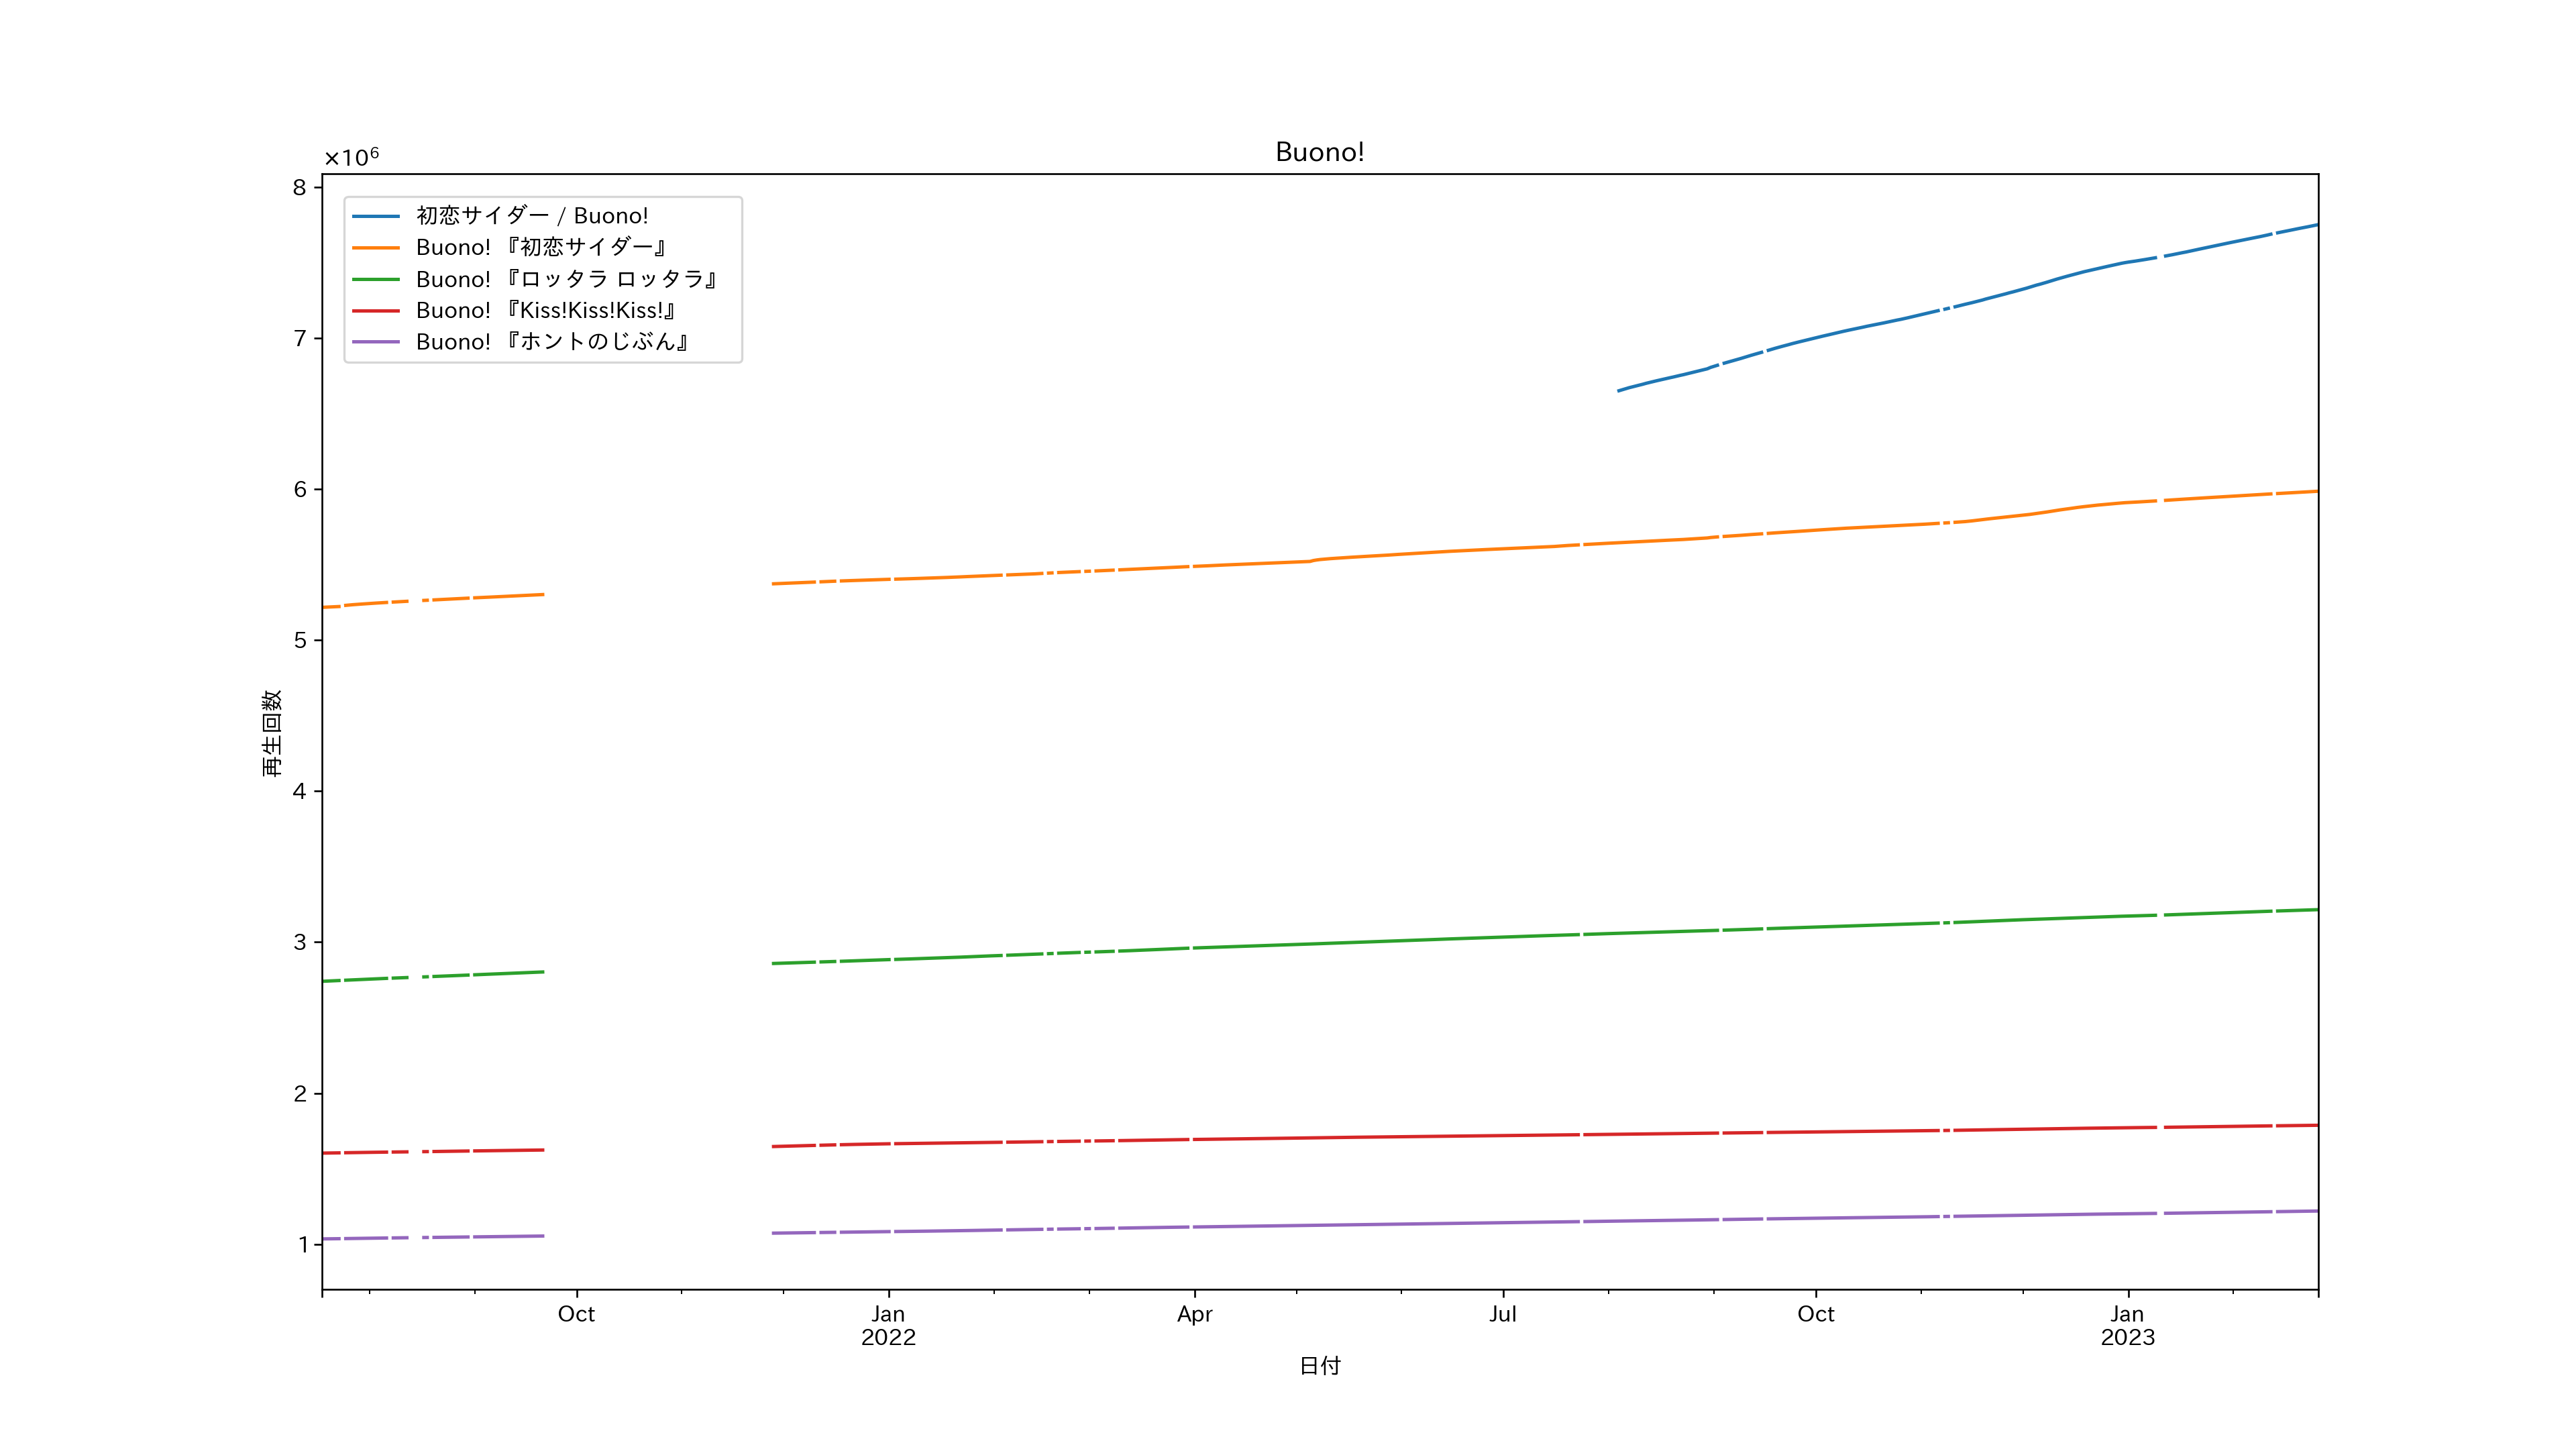 Buono!
×10⁶
8
7
6
5
4
3
2
1
再生回数
初恋サイダー / Buono!
Buono! 『初恋サイダー』
Buono! 『ロッタラ ロッタラ』
Buono! 『Kiss!Kiss!Kiss!』
Buono! 『ホントのじぶん』
Oct Jan Apr Jul Oct Jan
2022 2023
日付